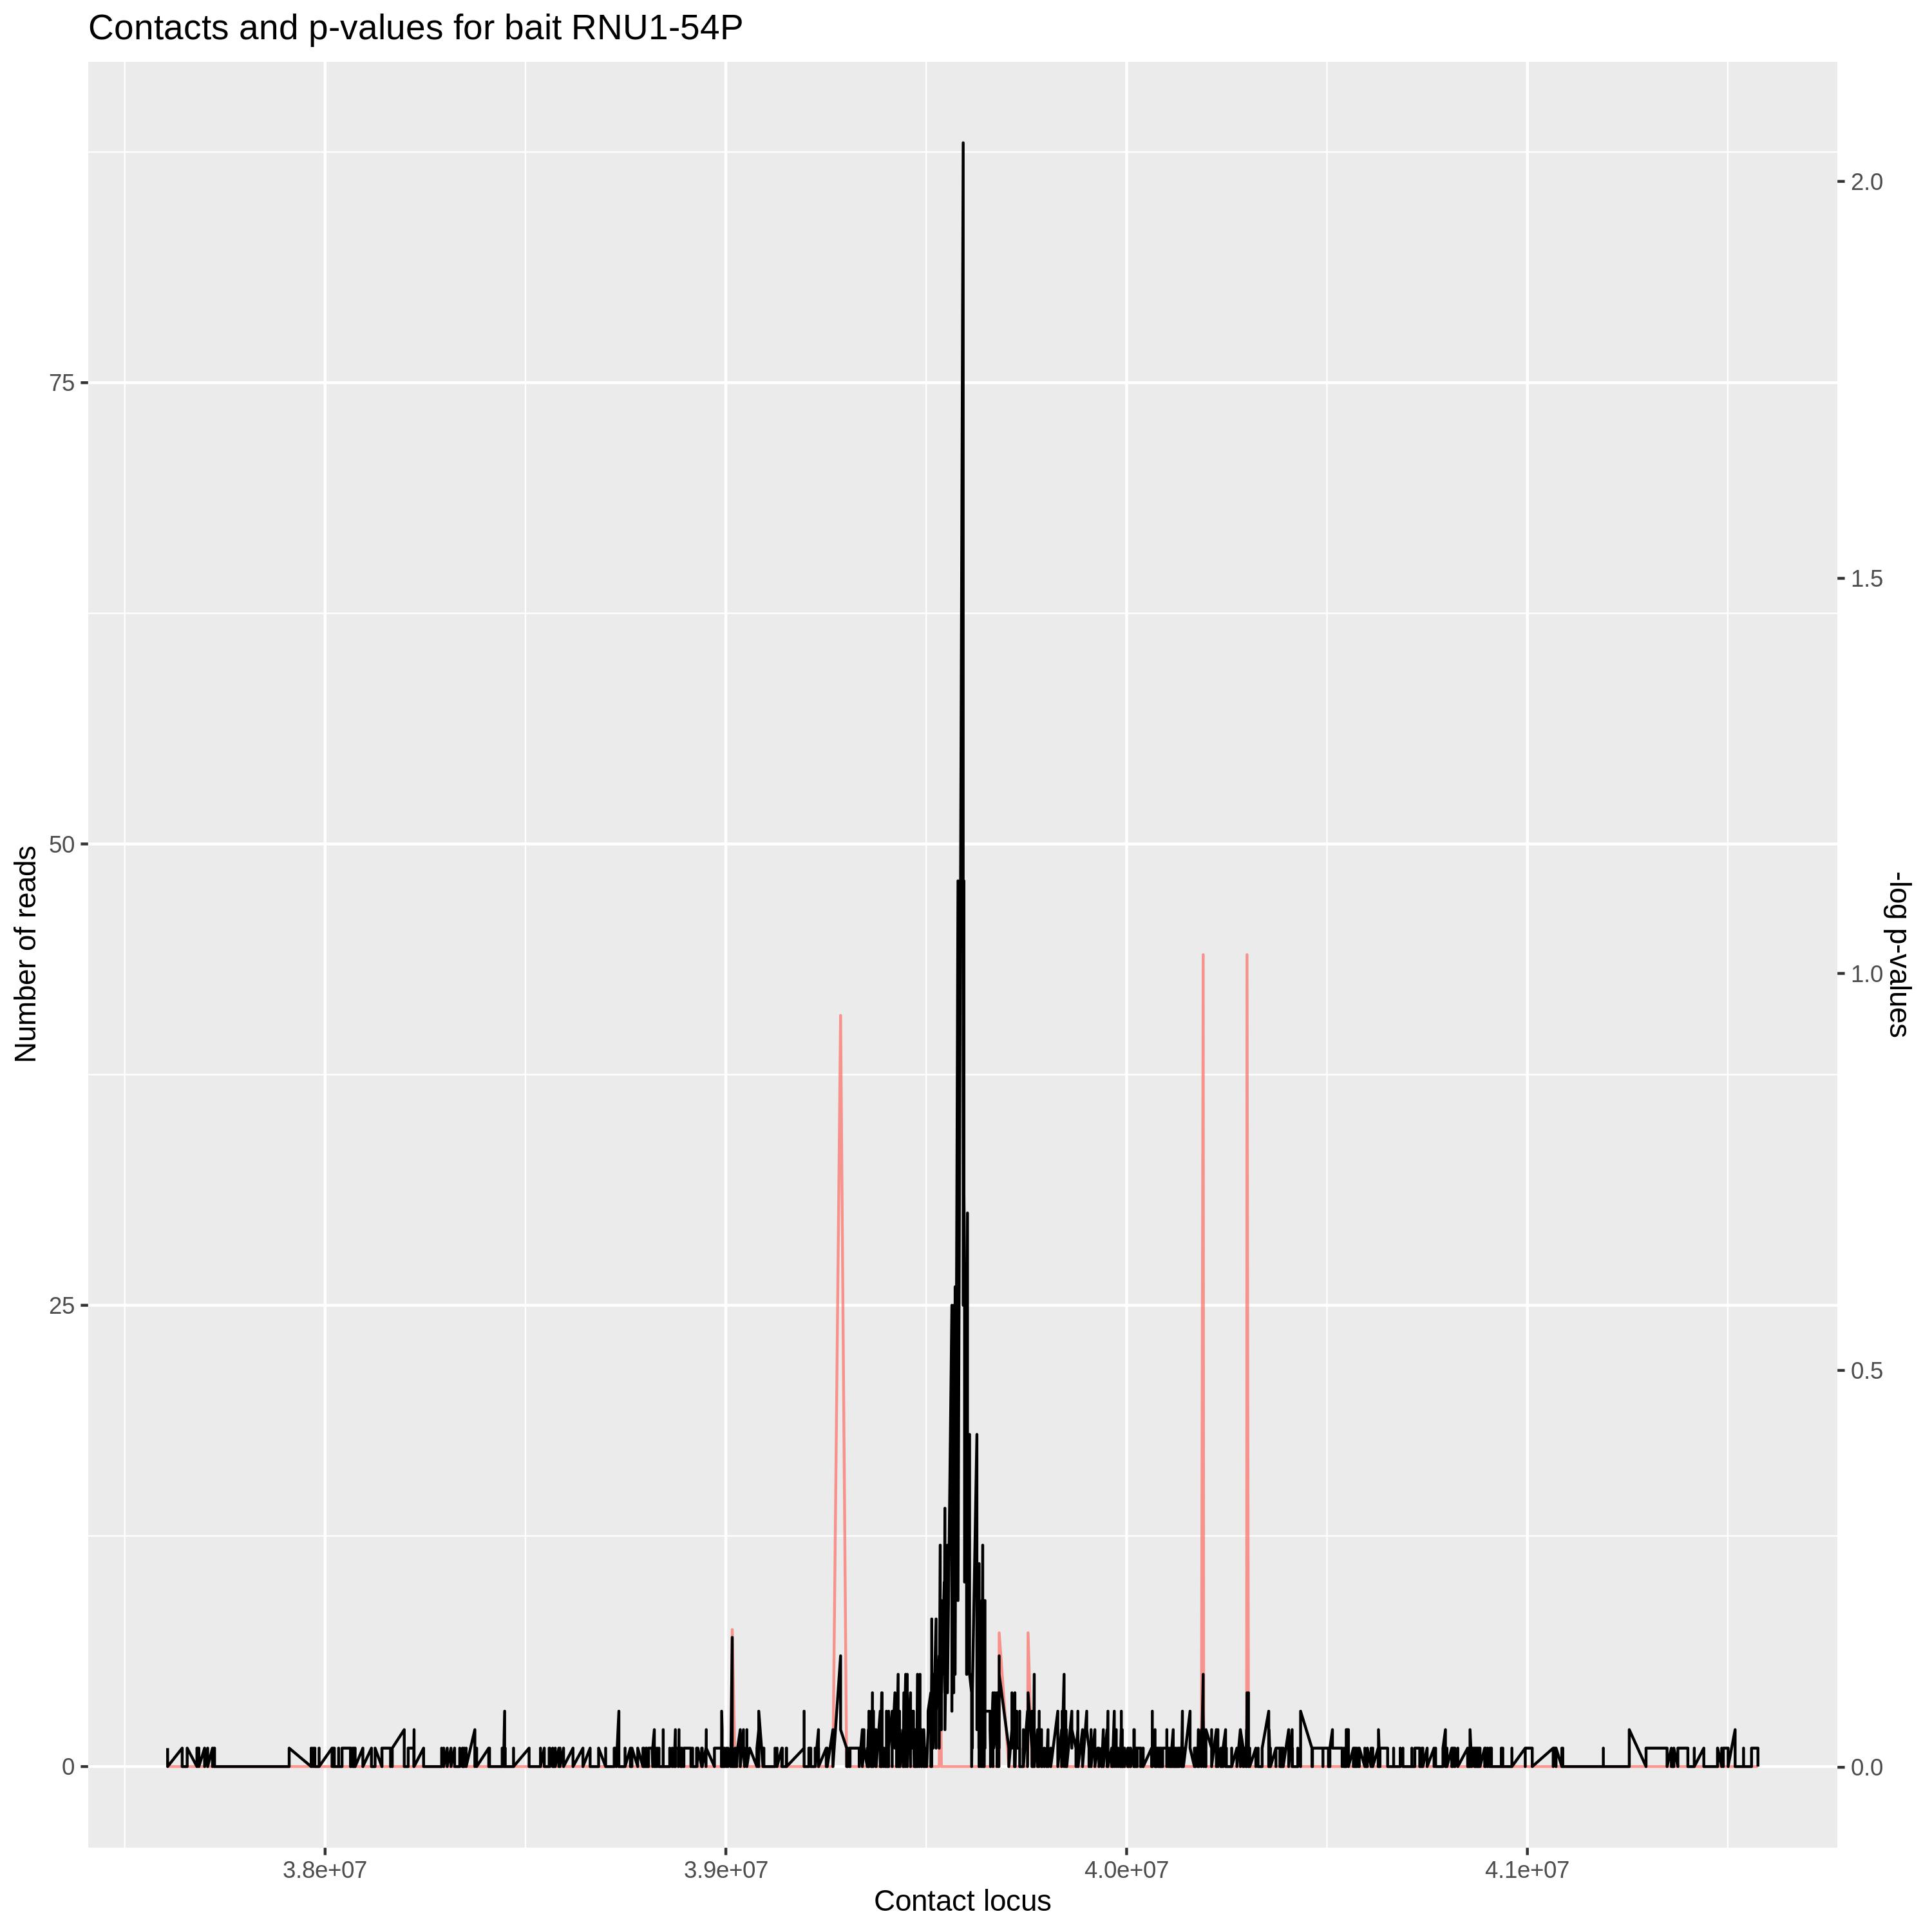 Contacts and p-values for bait RNU1-54P
Number of reads
75
50
25
0
2.0
1.5
1.0
0.5
0.0
-log p-values
3.8e+07
3.9e+07
4.0e+07
4.1e+07
Contact locus